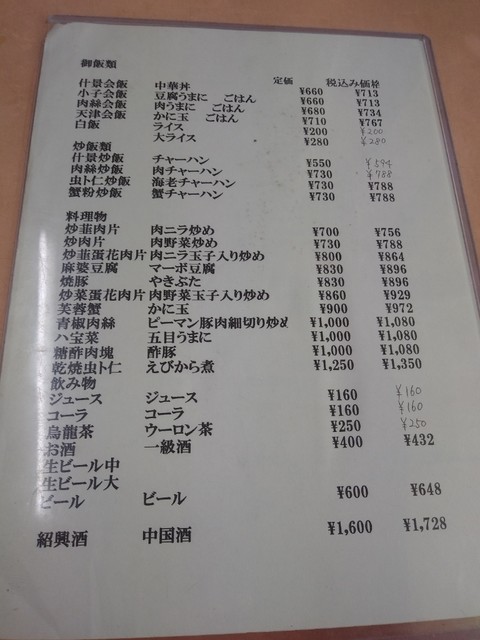 御飯類
定価 税込み価格
什景会飯 中華丼 ¥660 ¥713
小子会飯 豆腐うまに ごはん ¥660 ¥713
肉絲会飯 肉うまに ごはん ¥680 ¥734
天津会飯 かに玉 ごはん ¥710 ¥767
白飯 ライス ¥200 ¥200
大ライス ¥280 ¥280
炒飯類
什景炒飯 チャーハン ¥550 ¥594
肉絲炒飯 肉チャーハン ¥730 ¥788
虫ト仁炒飯 海老チャーハン ¥730 ¥788
蟹粉炒飯 蟹チャーハン ¥730 ¥788
料理物
炒韮肉片 肉ニラ炒め ¥700 ¥756
炒肉片 肉野菜炒め ¥730 ¥788
炒韮蛋花肉片 肉ニラ玉子入り炒め ¥800 ¥864
麻婆豆腐 マーボ豆腐 ¥830 ¥896
焼豚 やきぶた ¥830 ¥896
炒菜蛋花肉片 肉野菜玉子入り炒め ¥860 ¥929
芙蓉蟹 かに玉 ¥900 ¥972
青椒肉絲 ピーマン豚肉細切り炒め ¥1,000 ¥1,080
ハ宝菜 五目うまに ¥1,000 ¥1,080
糖酢肉塊 酢豚 ¥1,000 ¥1,080
乾焼虫ト仁 えびから煮 ¥1,250 ¥1,350
飲み物
ジュース ジュース ¥160 ¥160
コーラ コーラ ¥160 ¥160
烏龍茶 ウーロン茶 ¥250 ¥250
お酒 一級酒 ¥400 ¥432
生ビール中
生ビール大
ビール ビール ¥600 ¥648
紹興酒 中国酒 ¥1,600 ¥1,728